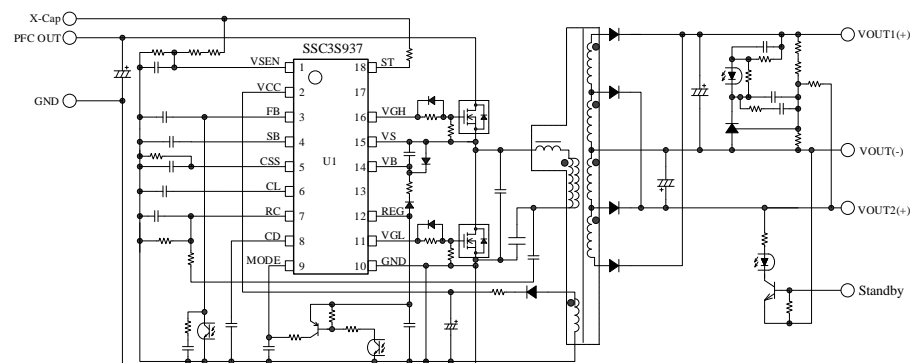 X-Cap
PFC OUT
GND
SSC3S937
U1
VSEN 1
VCC 2
FB 3
SB 4
CSS 5
CL 6
RC 7
CD 8
MODE 9
18 ST
17
16 VGH
15 VS
14 VB
13
12 REG
11 VGL
10 GND
VOUT1(+)
VOUT(-)
VOUT2(+)
Standby